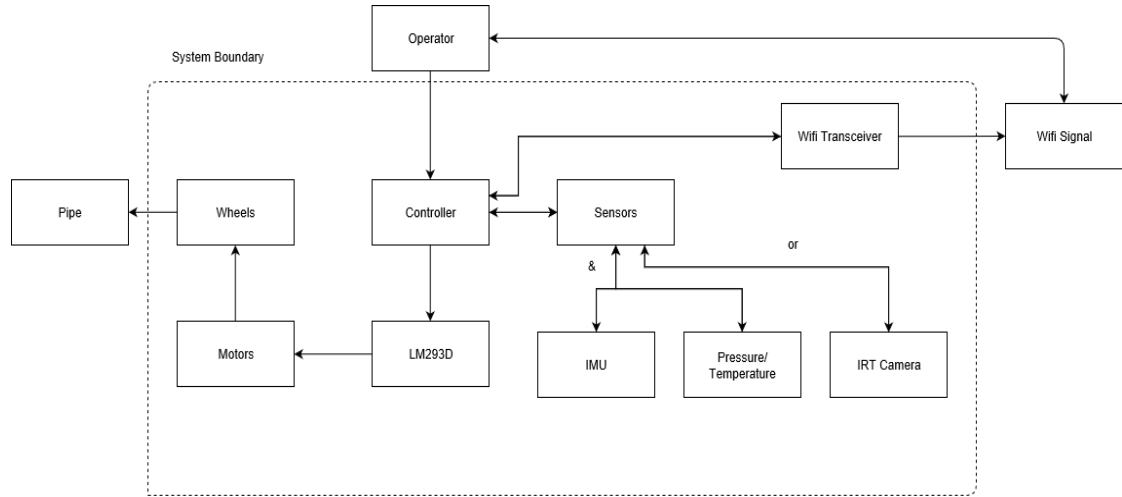 Operator
System Boundary
Wifi Transceiver
Wifi Signal
Pipe
Wheels
Controller
Sensors
or
&
Motors
LM293D
IMU
Pressure/
Temperature
IRT Camera